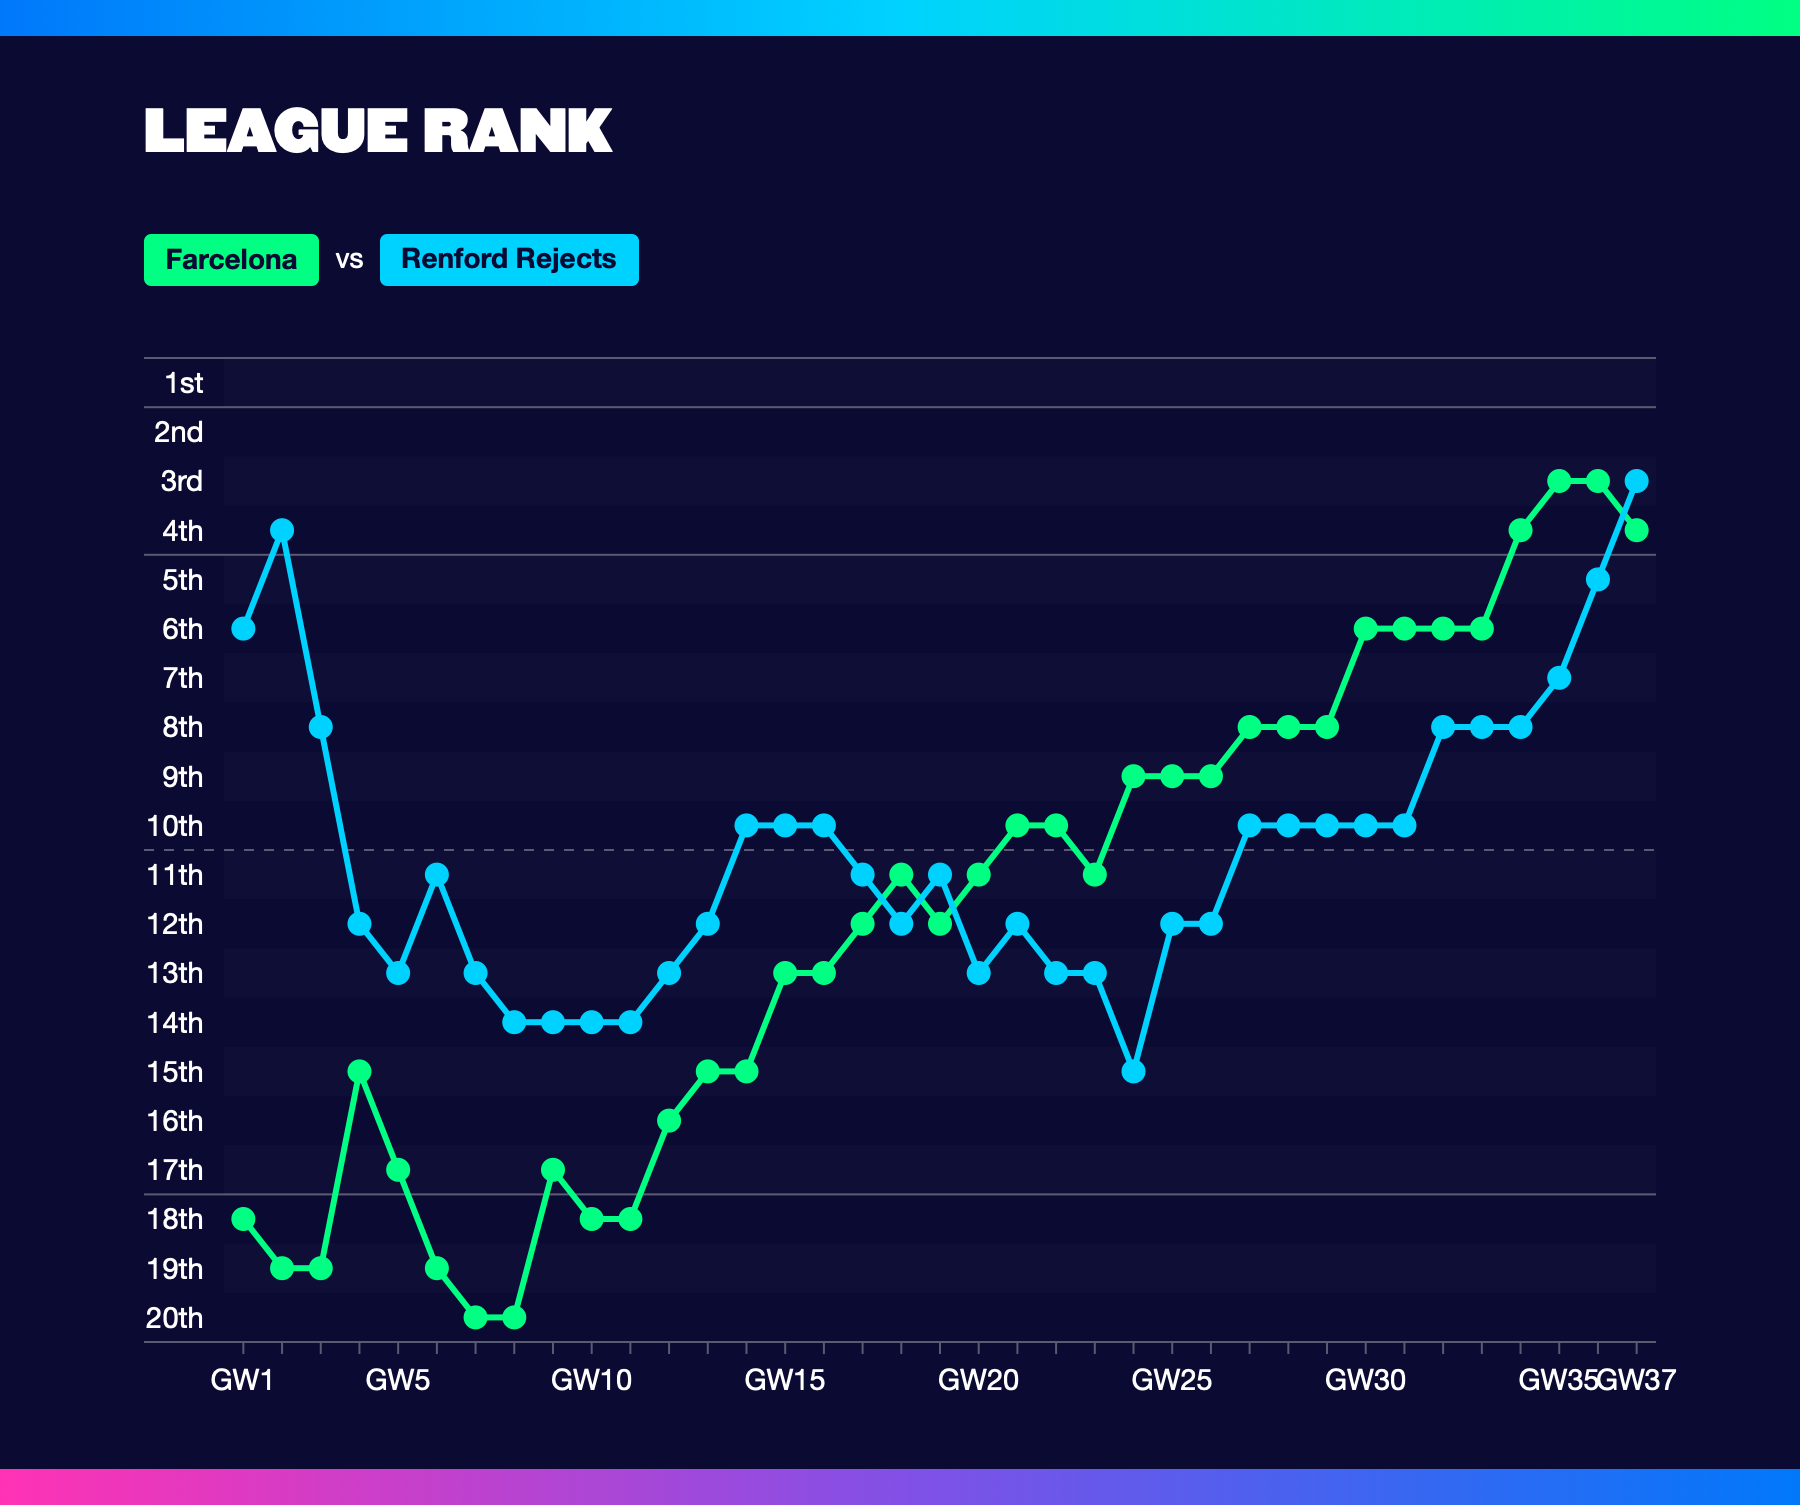 LEAGUE RANK
Farcelona vs Renford Rejects
1st
2nd
3rd
4th
5th
6th
7th
8th
9th
10th
11th
12th
13th
14th
15th
16th
17th
18th
19th
20th
GW1 GW5 GW10 GW15 GW20 GW25 GW30 GW35 GW37